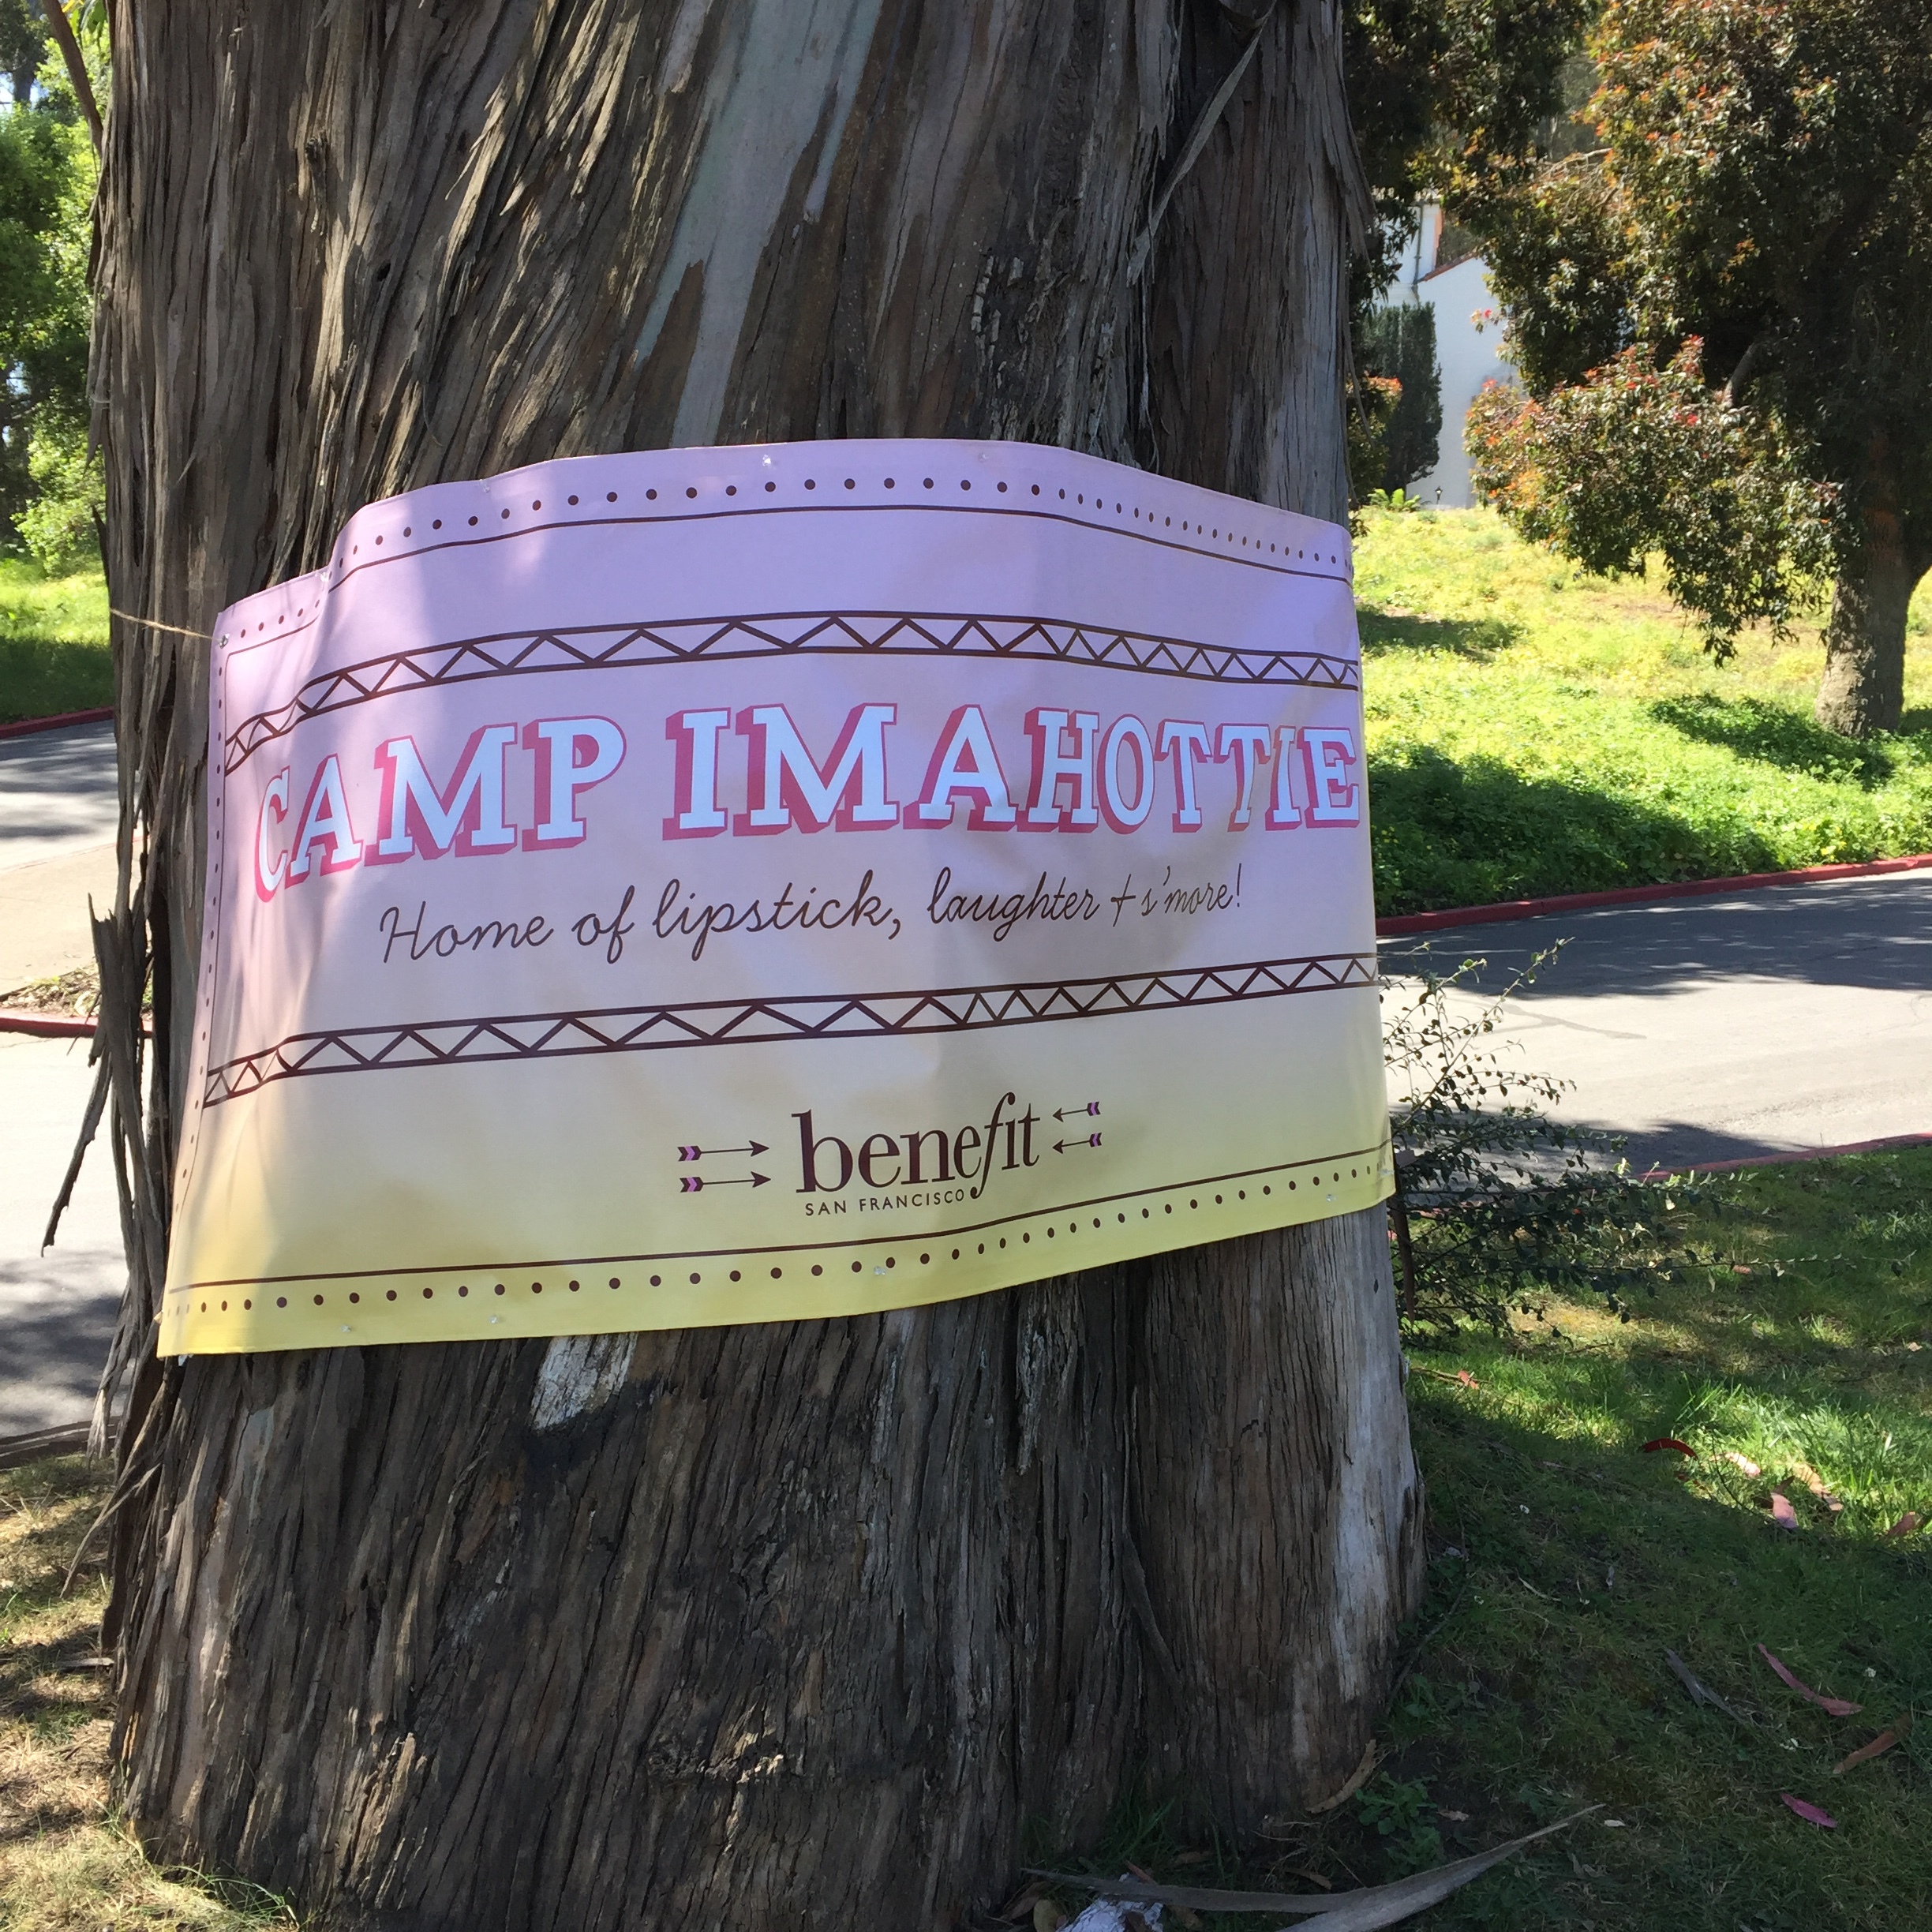 CAMP IMAHOTTIE
Home of lipstick, laughter + s'more!
benefit
SAN FRANCISCO